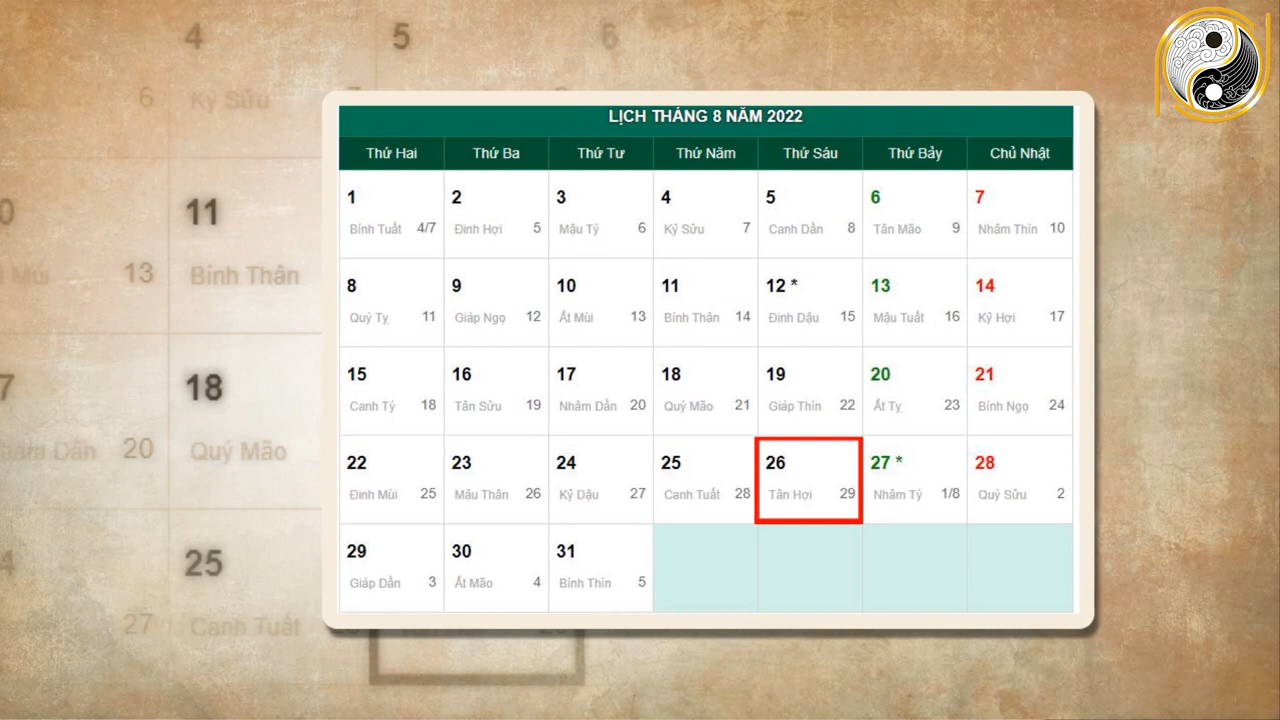 4 5 6
6 Kỷ Sửu 7
LỊCH THÁNG 8 NĂM 2022
Thứ Hai Thứ Ba Thứ Tư Thứ Năm Thứ Sáu Thứ Bảy Chủ Nhật
1 2 3 4 5 6 7
Bính Tuất 4/7 Đinh Hợi 5 Mậu Tý 6 Kỷ Sửu 7 Canh Dần 8 Tân Mão 9 Nhâm Thìn 10
8 9 10 11 12 * 13 14
Quý Tỵ 11 Giáp Ngọ 12 Ất Mùi 13 Bính Thân 14 Đinh Dậu 15 Mậu Tuất 16 Kỷ Hợi 17
15 16 17 18 19 20 21
Canh Tý 18 Tân Sửu 19 Nhâm Dần 20 Quý Mão 21 Giáp Thìn 22 Ất Tỵ 23 Bính Ngọ 24
22 23 24 25 26 27 * 28
Đinh Mùi 25 Mậu Thân 26 Kỷ Dậu 27 Canh Tuất 28 Tân Hợi 29 Nhâm Tý 1/8 Quý Sửu 2
29 30 31
Giáp Dần 3 Ất Mão 4 Bính Thìn 5
11
Mùi 13 Bính Thân
18
Dần 20 Quý Mão
25
27 Canh Tuất